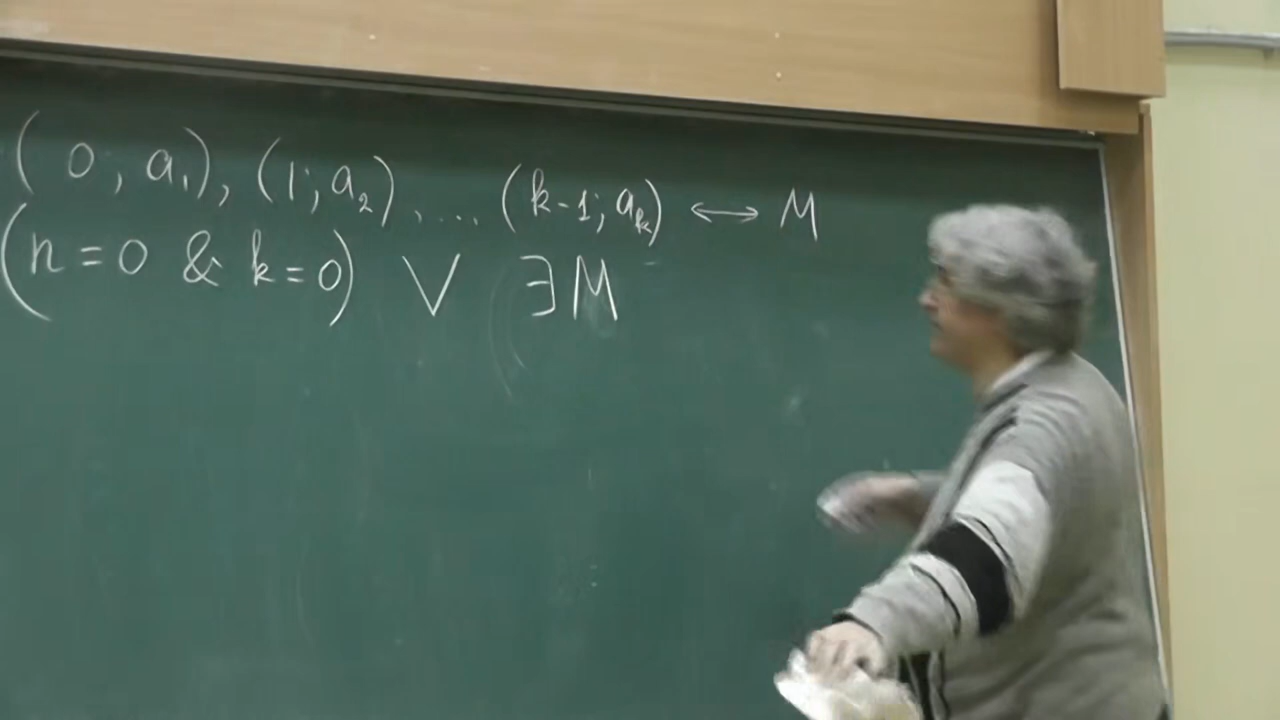 (0, a₁), (1; a₂), .... (k-1; aₖ) ↔ M
(n = 0 & k = 0) ∨ ∃M